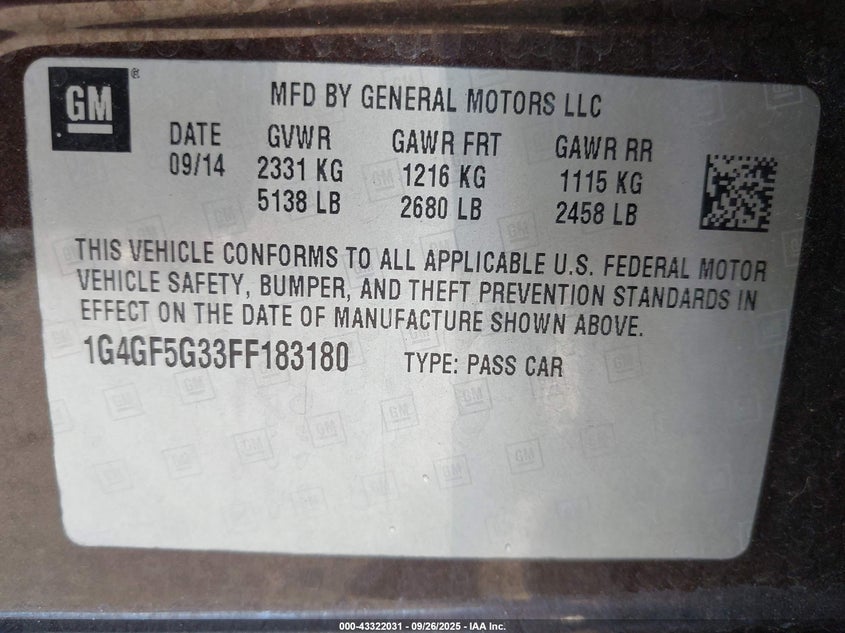 GM ®
MFD BY GENERAL MOTORS LLC
DATE GVWR GAWR FRT GAWR RR
09/14 2331 KG 1216 KG 1115 KG
5138 LB 2680 LB 2458 LB
THIS VEHICLE CONFORMS TO ALL APPLICABLE U.S. FEDERAL MOTOR
VEHICLE SAFETY, BUMPER, AND THEFT PREVENTION STANDARDS IN
EFFECT ON THE DATE OF MANUFACTURE SHOWN ABOVE.
1G4GF5G33FF183180 TYPE: PASS CAR
000-43322031 - 09/26/2025 - IAA Inc.